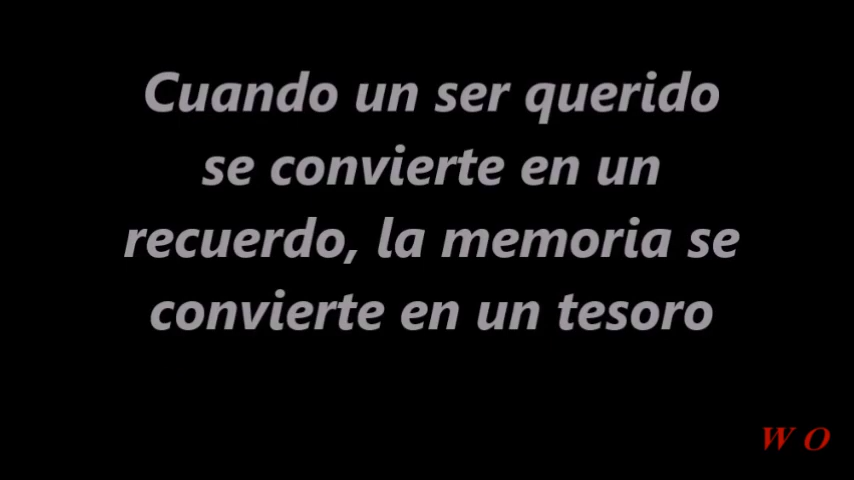 Cuando un ser querido
se convierte en un
recuerdo, la memoria se
convierte en un tesoro
W O